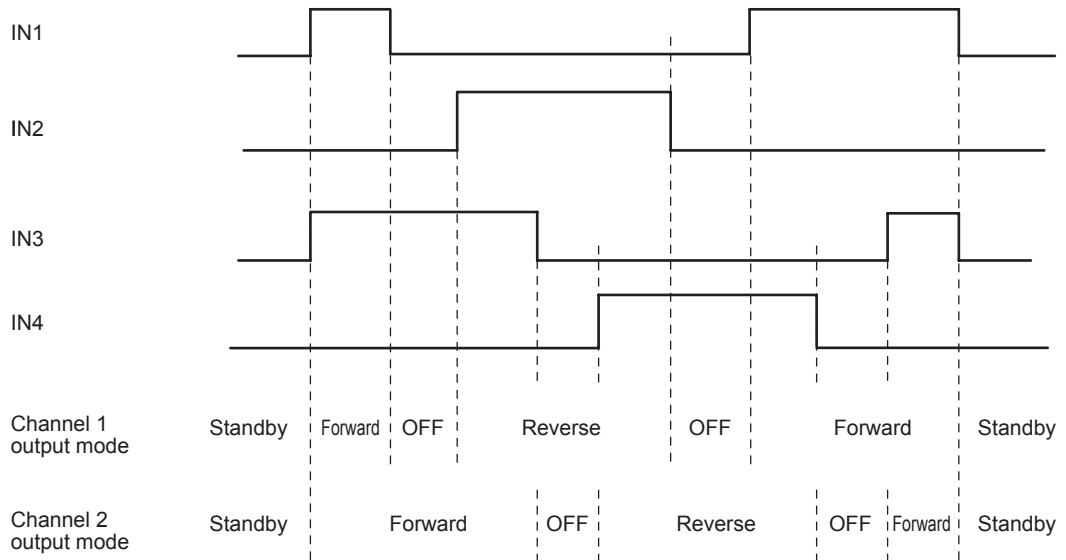 IN1
IN2
IN3
IN4
Channel 1
output mode
Standby Forward OFF Reverse OFF Forward Standby
Channel 2
output mode
Standby Forward OFF Reverse OFF Forward Standby